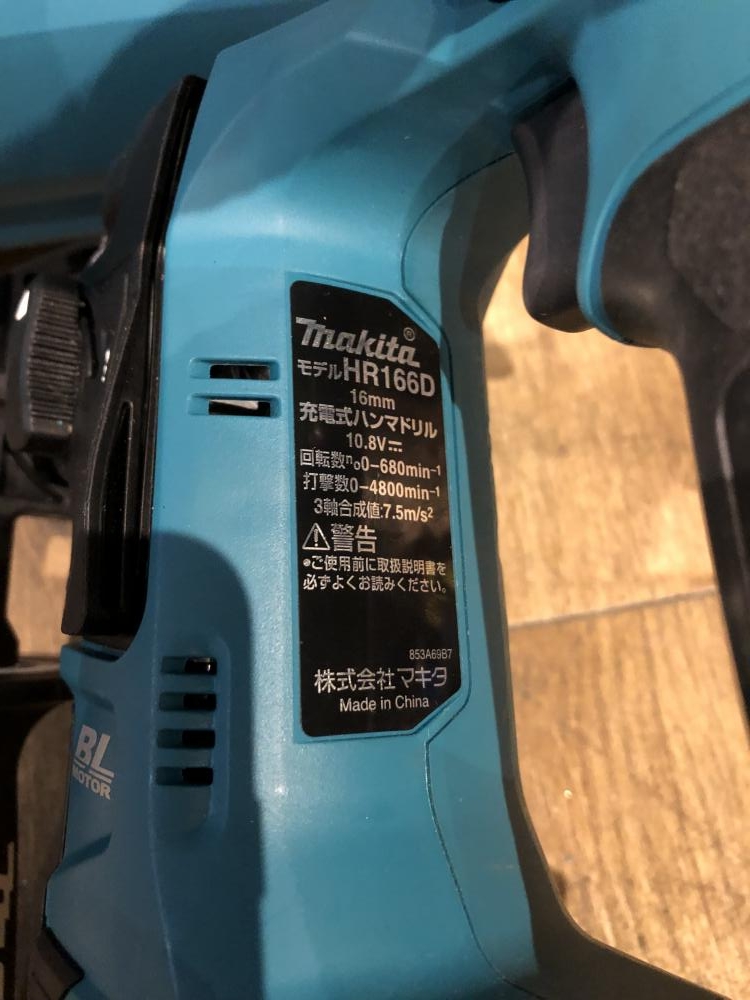 makita®
モデルHR166D
16mm
充電式ハンマドリル
10.8V⎓
回転数n₀0-680min⁻¹
打撃数0-4800min⁻¹
3軸合成値:7.5m/s²
⚠警告
●ご使用前に取扱説明書を
必ずよくお読みください。
853A69B7
株式会社マキタ
Made in China
BL
MOTOR